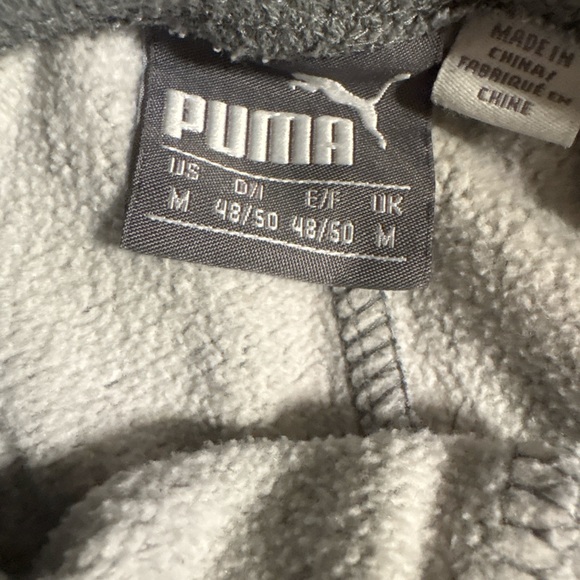 PUMA
US D/I E/F UK
M 48/50 48/50 M
MADE IN
CHINA/
FABRIQUÉ EN
CHINE